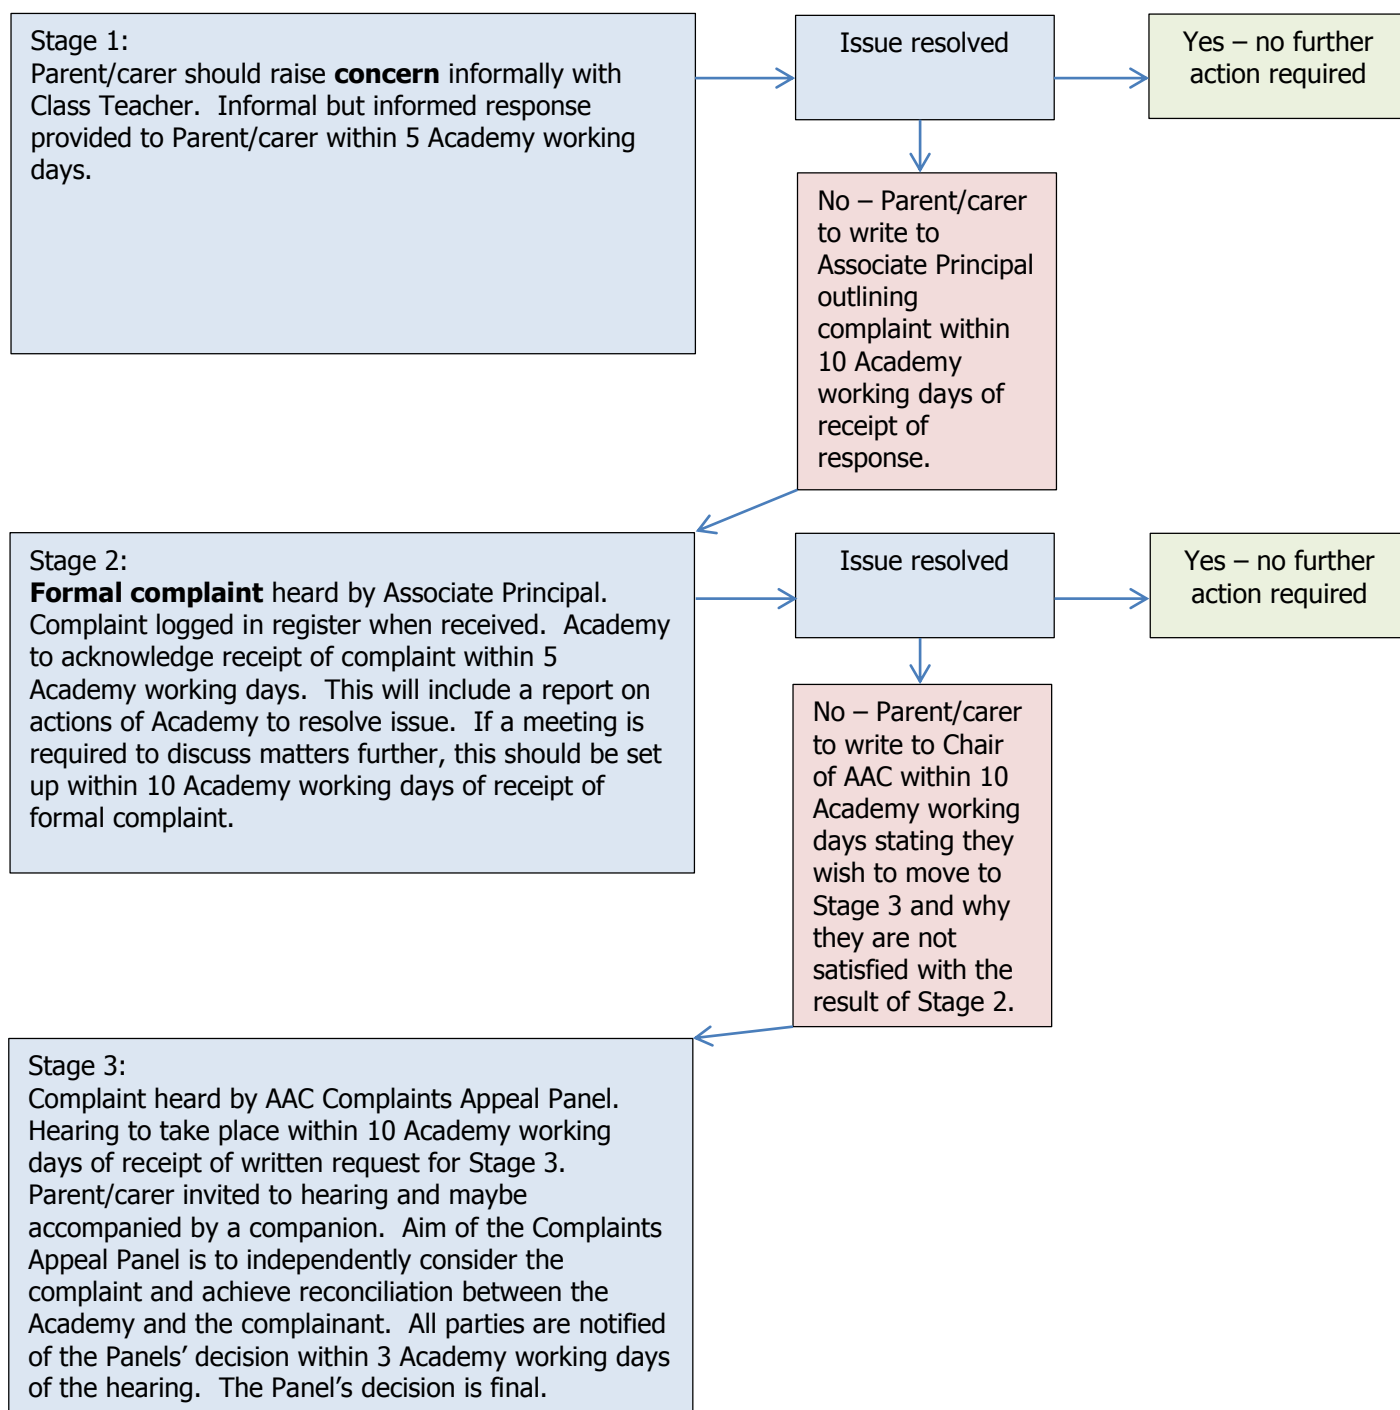 Stage 1:
Parent/carer should raise concern informally with
Class Teacher.  Informal but informed response
provided to Parent/carer within 5 Academy working
days.
Issue resolved
Yes – no further
action required
No – Parent/carer
to write to
Associate Principal
outlining
complaint within
10 Academy
working days of
receipt of
response.
Stage 2:
Formal complaint heard by Associate Principal.
Complaint logged in register when received.  Academy
to acknowledge receipt of complaint within 5
Academy working days.  This will include a report on
actions of Academy to resolve issue.  If a meeting is
required to discuss matters further, this should be set
up within 10 Academy working days of receipt of
formal complaint.
Issue resolved
Yes – no further
action required
No – Parent/carer
to write to Chair
of AAC within 10
Academy working
days stating they
wish to move to
Stage 3 and why
they are not
satisfied with the
result of Stage 2.
Stage 3:
Complaint heard by AAC Complaints Appeal Panel.
Hearing to take place within 10 Academy working
days of receipt of written request for Stage 3.
Parent/carer invited to hearing and maybe
accompanied by a companion.  Aim of the Complaints
Appeal Panel is to independently consider the
complaint and achieve reconciliation between the
Academy and the complainant.  All parties are notified
of the Panels’ decision within 3 Academy working days
of the hearing.  The Panel’s decision is final.